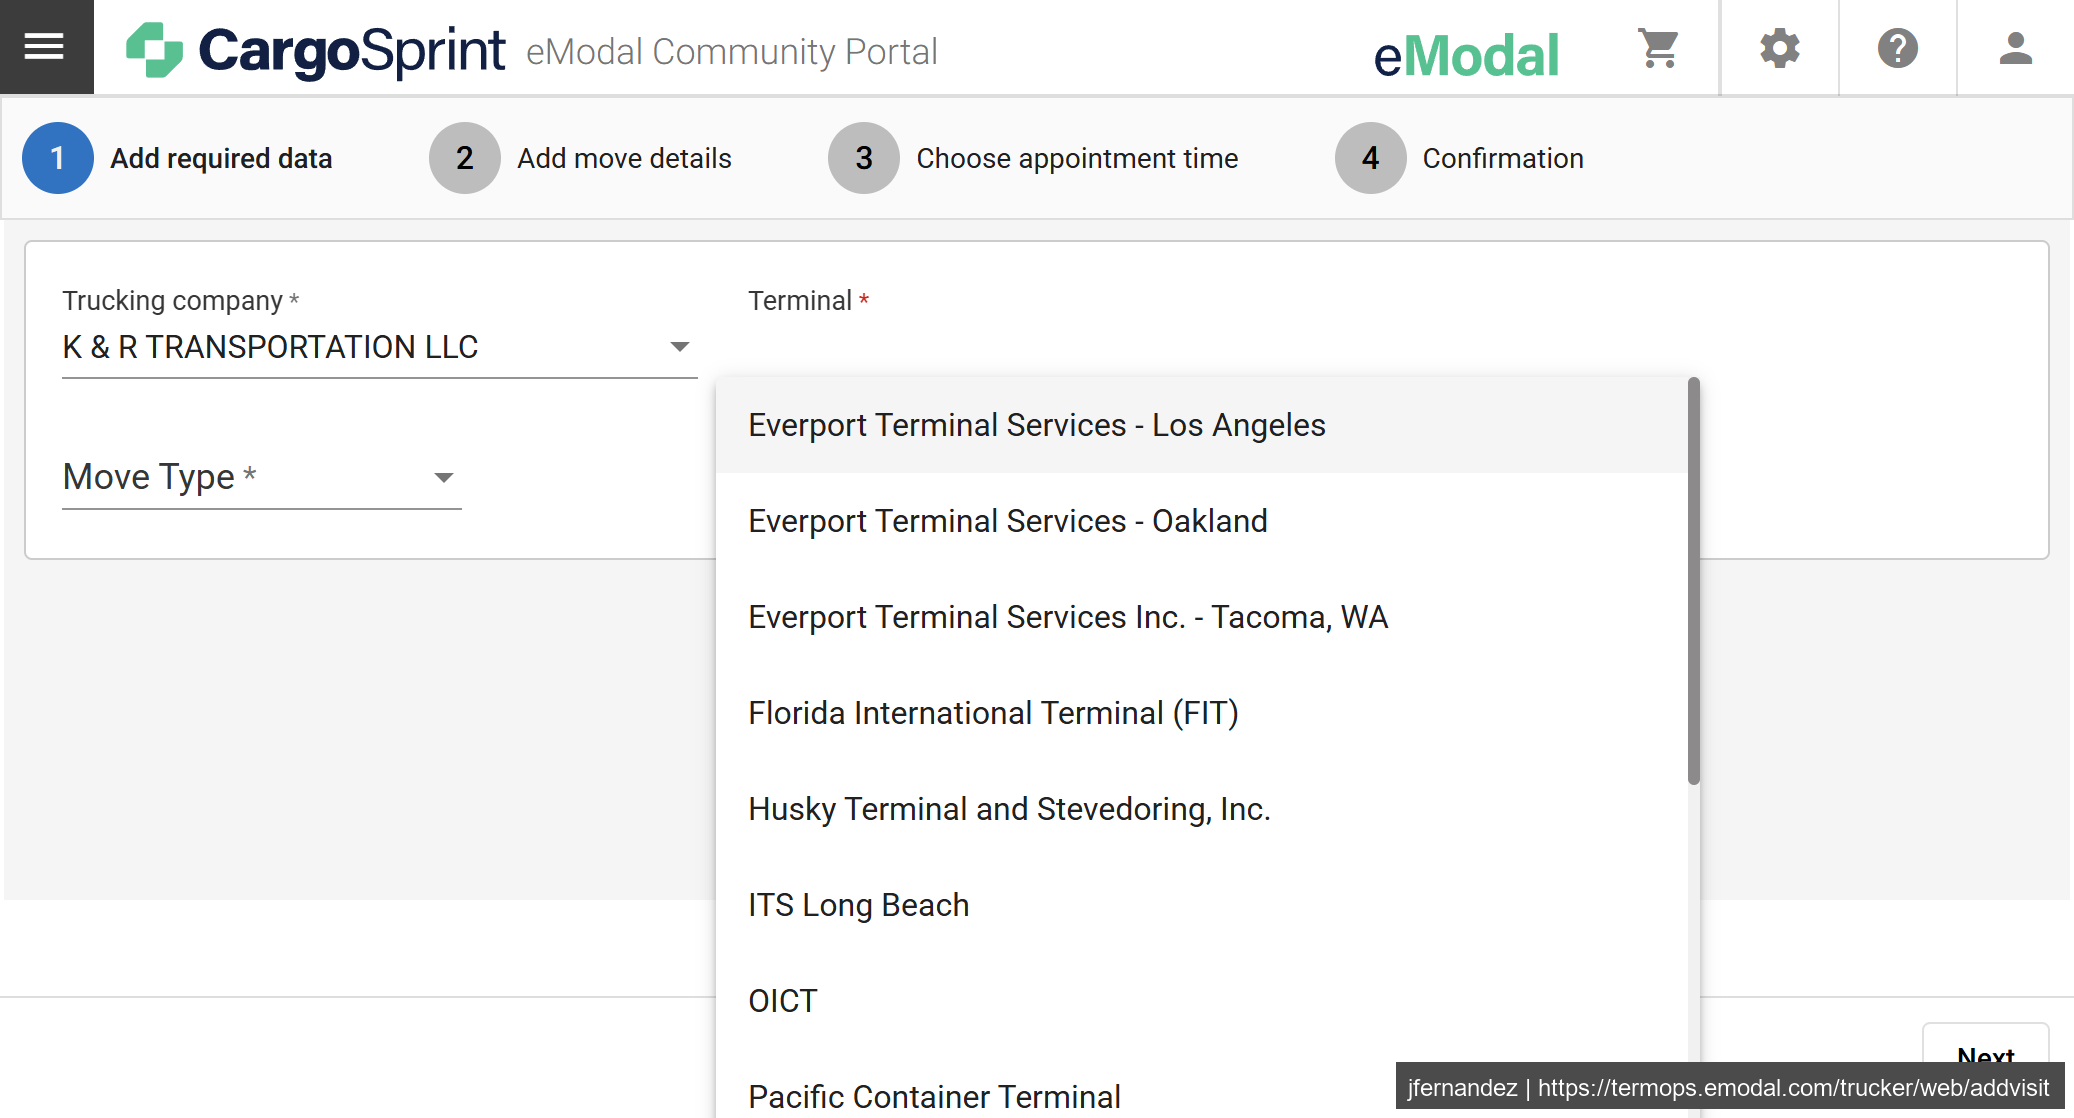 CargoSprint eModal Community Portal
eModal
1 Add required data
2 Add move details
3 Choose appointment time
4 Confirmation
Trucking company *
K & R TRANSPORTATION LLC
Terminal *
Move Type *
Everport Terminal Services - Los Angeles
Everport Terminal Services - Oakland
Everport Terminal Services Inc. - Tacoma, WA
Florida International Terminal (FIT)
Husky Terminal and Stevedoring, Inc.
ITS Long Beach
OICT
Pacific Container Terminal
Next
jfernandez | https://termops.emodal.com/trucker/web/addvisit